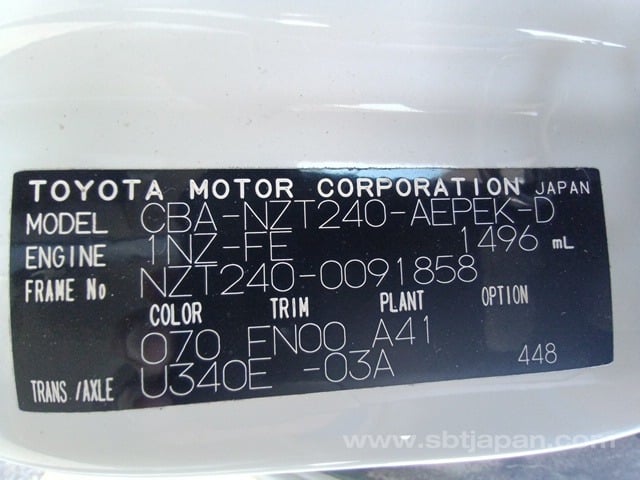 TOYOTA MOTOR CORPORATION JAPAN
MODEL CBA-NZT240-AEPEK-D
ENGINE 1NZ-FE 1496 mL
FRAME No NZT240-0091858
COLOR TRIM PLANT OPTION
070 EN00 A41
TRANS/AXLE U340E -03A 448
www.sbtjapan.com